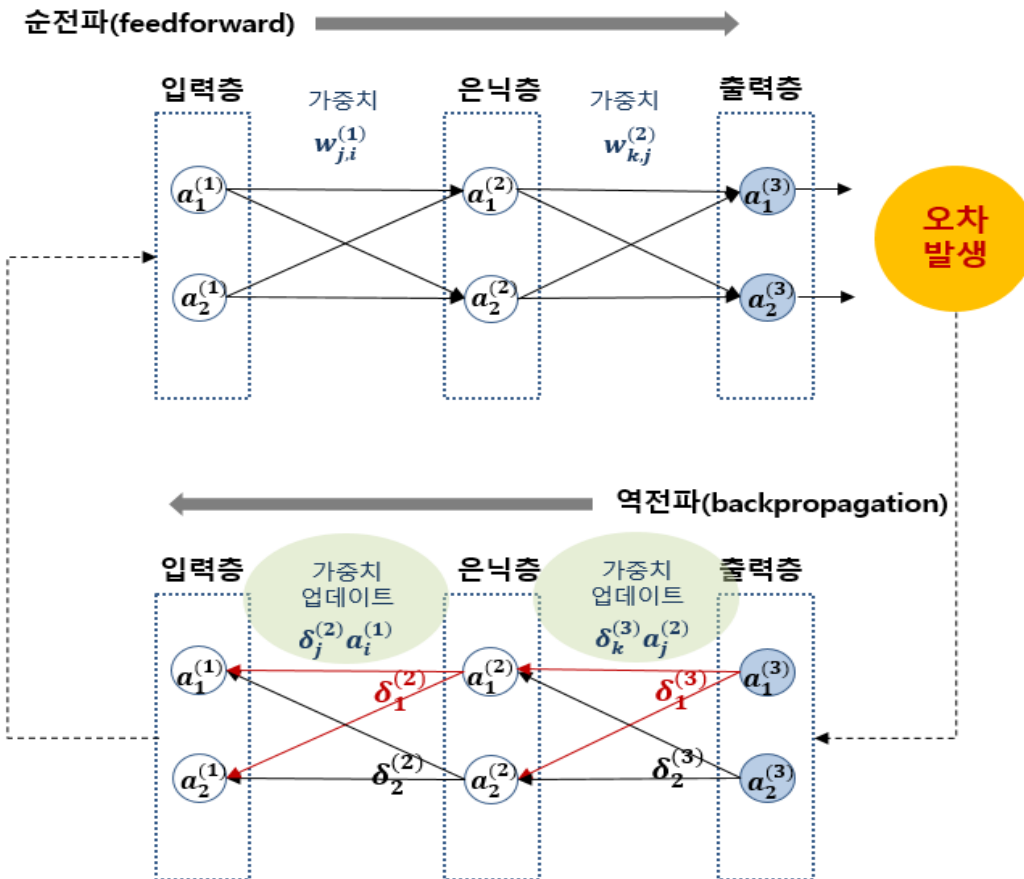 순전파(feedforward)
입력층
가중치
w_{j,i}^{(1)}
은닉층
가중치
w_{k,j}^{(2)}
출력층
a_1^{(1)}
a_1^{(2)}
a_1^{(3)}
a_2^{(1)}
a_2^{(2)}
a_2^{(3)}
오차
발생
역전파(backpropagation)
입력층
가중치
업데이트
δ_j^{(2)} a_i^{(1)}
은닉층
가중치
업데이트
δ_k^{(3)} a_j^{(2)}
출력층
a_1^{(1)}
δ_1^{(2)}
a_1^{(2)}
δ_1^{(3)}
a_1^{(3)}
a_2^{(1)}
δ_2^{(2)}
a_2^{(2)}
δ_2^{(3)}
a_2^{(3)}